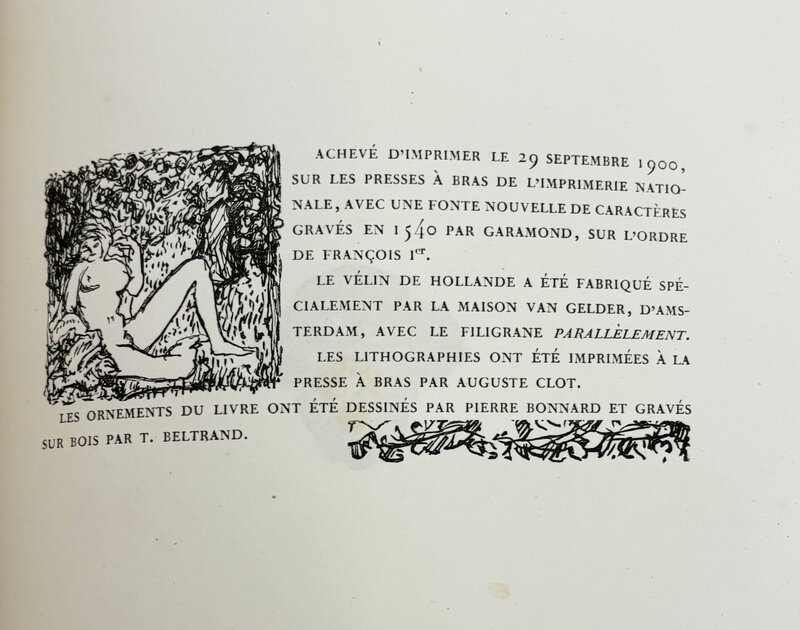 ACHEVÉ D'IMPRIMER LE 29 SEPTEMBRE 1900,
SUR LES PRESSES À BRAS DE L'IMPRIMERIE NATIO-
NALE, AVEC UNE FONTE NOUVELLE DE CARACTÈRES
GRAVÉS EN 1540 PAR GARAMOND, SUR L'ORDRE
DE FRANÇOIS Ier.
LE VÉLIN DE HOLLANDE A ÉTÉ FABRIQUÉ SPÉ-
CIALEMENT PAR LA MAISON VAN GELDER, D'AMS-
TERDAM, AVEC LE FILIGRANE PARALLÈLEMENT.
LES LITHOGRAPHIES ONT ÉTÉ IMPRIMÉES À LA
PRESSE À BRAS PAR AUGUSTE CLOT.
LES ORNEMENTS DU LIVRE ONT ÉTÉ DESSINÉS PAR PIERRE BONNARD ET GRAVÉS
SUR BOIS PAR T. BELTRAND.